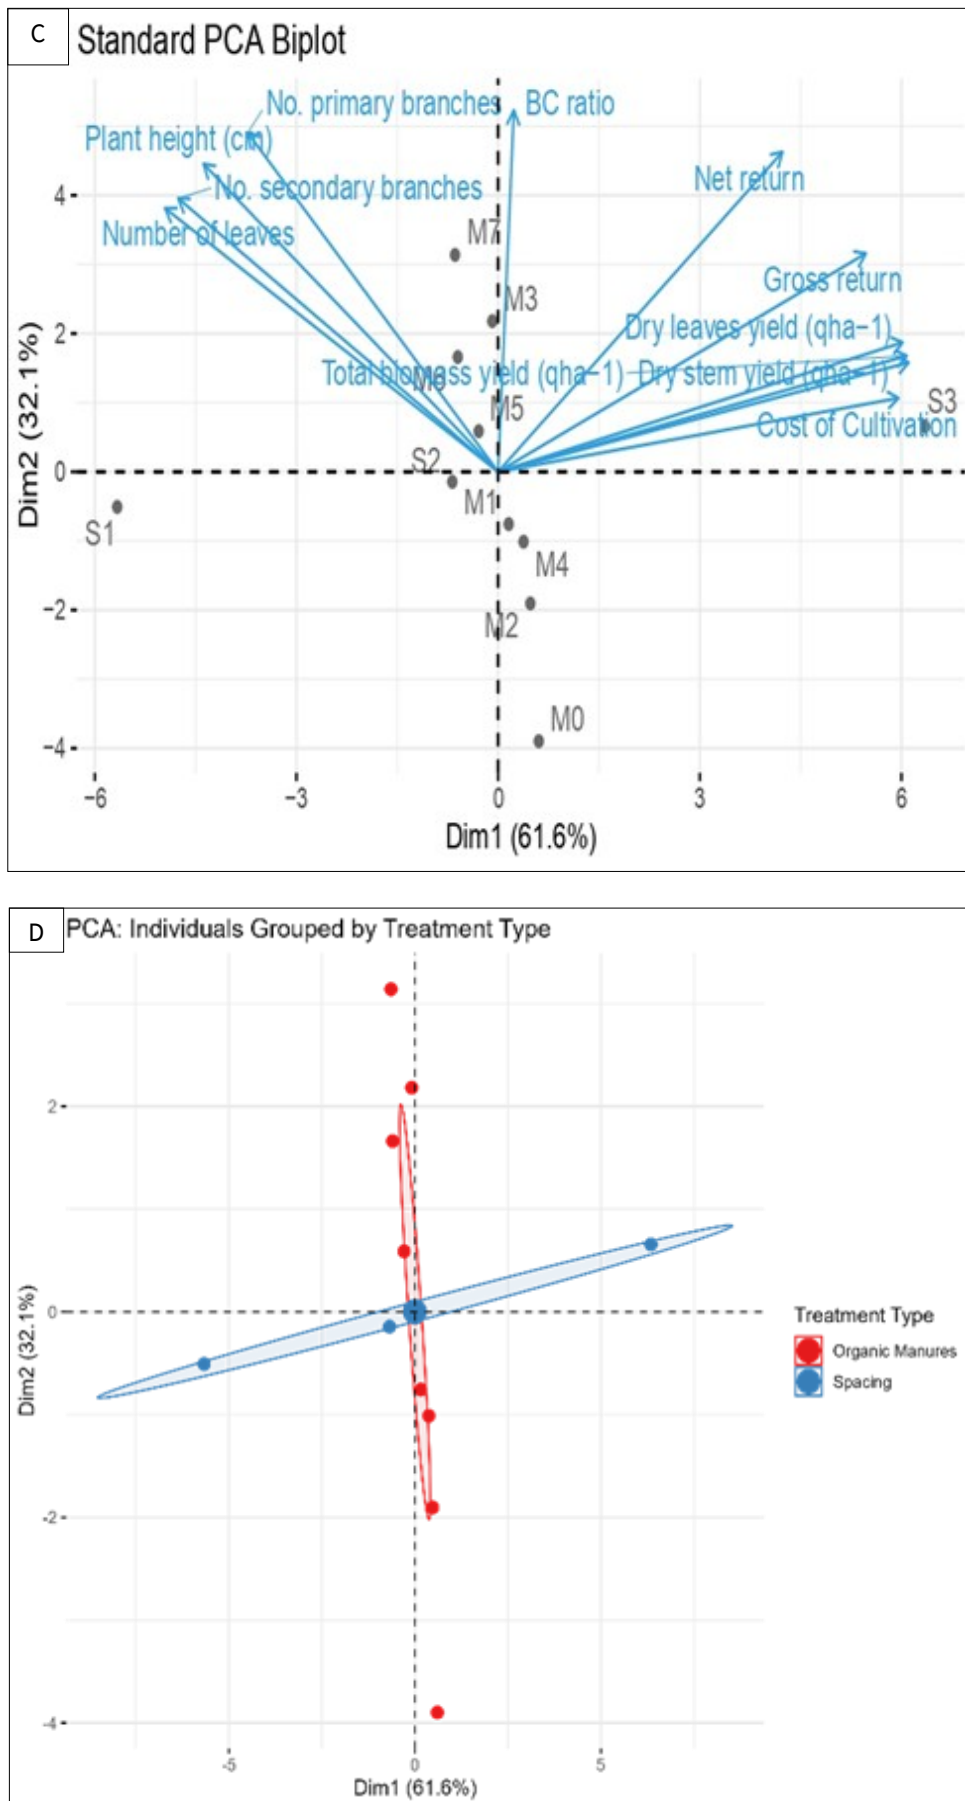 C
Standard PCA Biplot
No. primary branches
BC ratio
Plant height (cm)
Net return
No. secondary branches
Number of leaves
M7
Gross return
M3
Dry leaves yield (qha−1)
Total biomass yield (qha−1)
Dry stem yield (qha−1)
M6
M5
S3
Cost of Cultivation
S2
M1
S1
M4
M2
M0
4
2
0
−2
−4
−6
−3
0
3
6
Dim2 (32.1%)
Dim1 (61.6%)
D
PCA: Individuals Grouped by Treatment Type
2
0
-2
-4
-5
0
5
Dim2 (32.1%)
Dim1 (61.6%)
Treatment Type
Organic Manures
Spacing